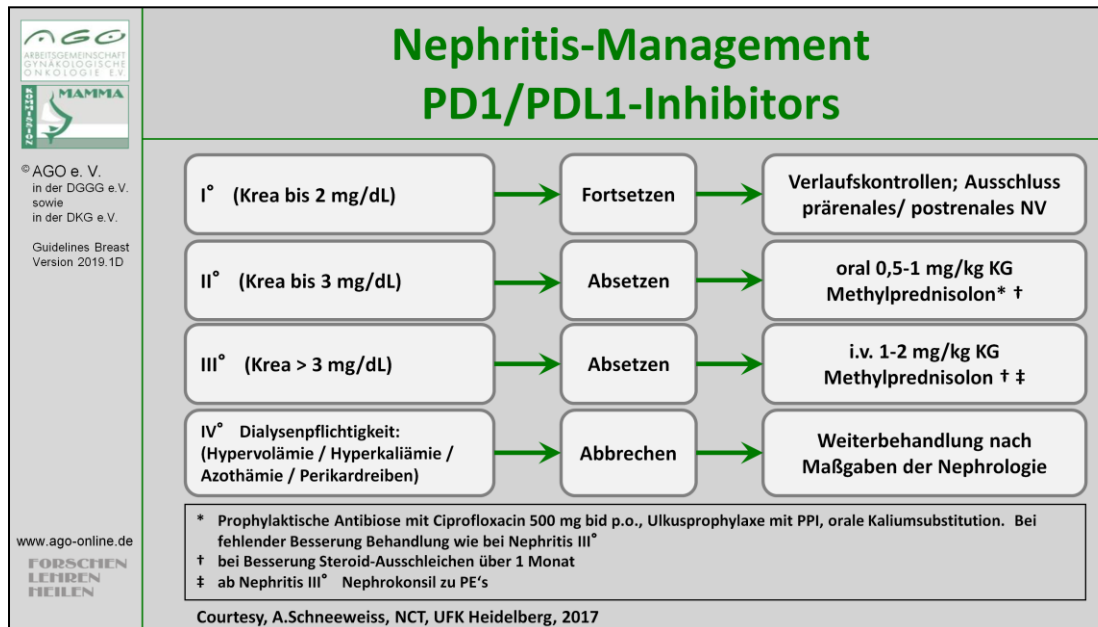 AGO
ARBEITSGEMEINSCHAFT
GYNÄKOLOGISCHE
ONKOLOGIE E.V.
KOMMISSION
MAMMA
© AGO e. V.
in der DGGG e.V.
sowie
in der DKG e.V.
Guidelines Breast
Version 2019.1D
www.ago-online.de
FORSCHEN
LEHREN
HEILEN
Nephritis-Management
PD1/PDL1-Inhibitors
I° (Krea bis 2 mg/dL)
Fortsetzen
Verlaufskontrollen; Ausschluss
prärenales/ postrenales NV
II° (Krea bis 3 mg/dL)
Absetzen
oral 0,5-1 mg/kg KG
Methylprednisolon* †
III° (Krea > 3 mg/dL)
Absetzen
i.v. 1-2 mg/kg KG
Methylprednisolon † ‡
IV° Dialysenpflichtigkeit:
(Hypervolämie / Hyperkaliämie /
Azothämie / Perikardreiben)
Abbrechen
Weiterbehandlung nach
Maßgaben der Nephrologie
* Prophylaktische Antibiose mit Ciprofloxacin 500 mg bid p.o., Ulkusprophylaxe mit PPI, orale Kaliumsubstitution. Bei
fehlender Besserung Behandlung wie bei Nephritis III°
† bei Besserung Steroid-Ausschleichen über 1 Monat
‡ ab Nephritis III° Nephrokonsil zu PE‘s
Courtesy, A.Schneeweiss, NCT, UFK Heidelberg, 2017